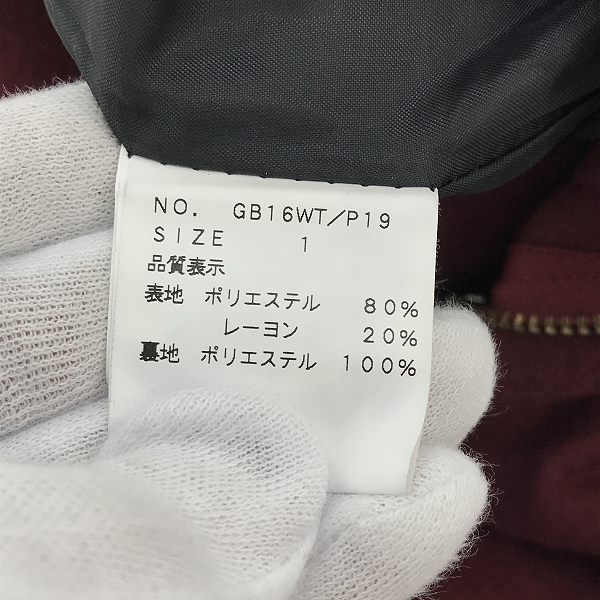 NO. GB16WT/P19
SIZE 1
品質表示
表地 ポリエステル 80%
レーヨン 20%
裏地 ポリエステル 100%